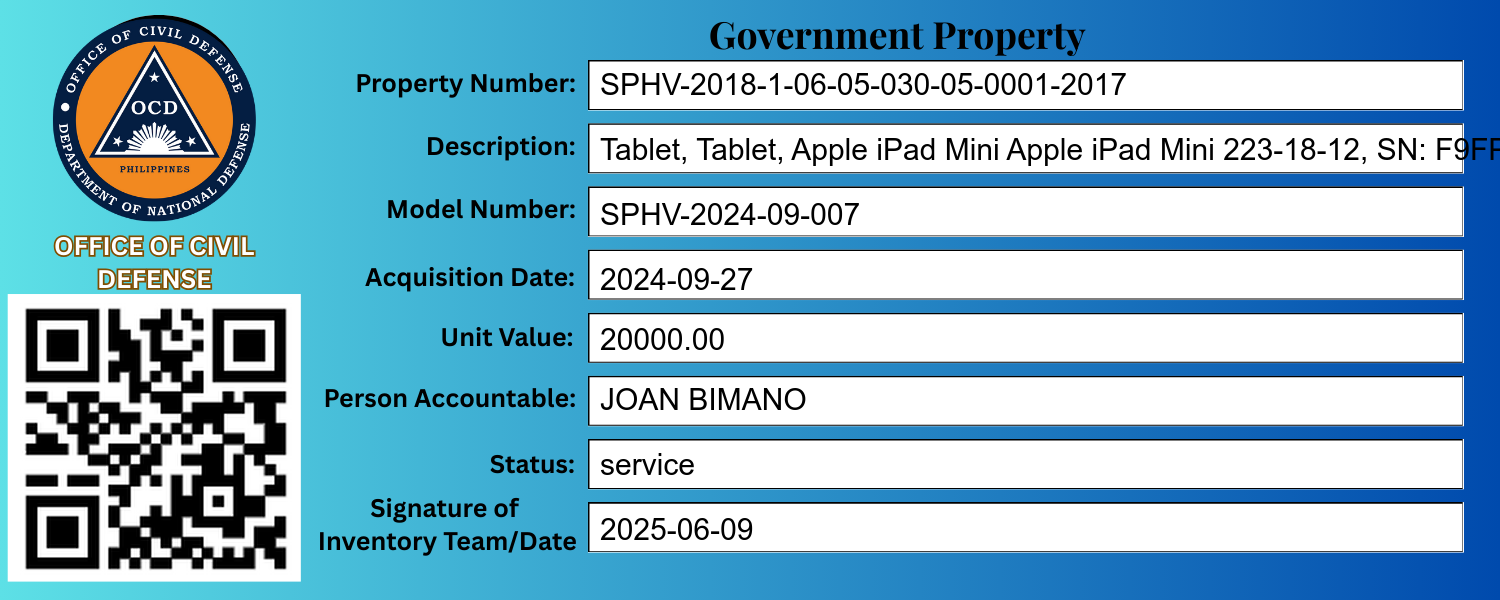 Government Property
OFFICE OF CIVIL DEFENSE
DEPARTMENT OF NATIONAL DEFENSE
OCD
PHILIPPINES
OFFICE OF CIVIL
DEFENSE
Property Number: SPHV-2018-1-06-05-030-05-0001-2017
Description: Tablet, Tablet, Apple iPad Mini Apple iPad Mini 223-18-12, SN: F9FF
Model Number: SPHV-2024-09-007
Acquisition Date: 2024-09-27
Unit Value: 20000.00
Person Accountable: JOAN BIMANO
Status: service
Signature of
Inventory Team/Date 2025-06-09